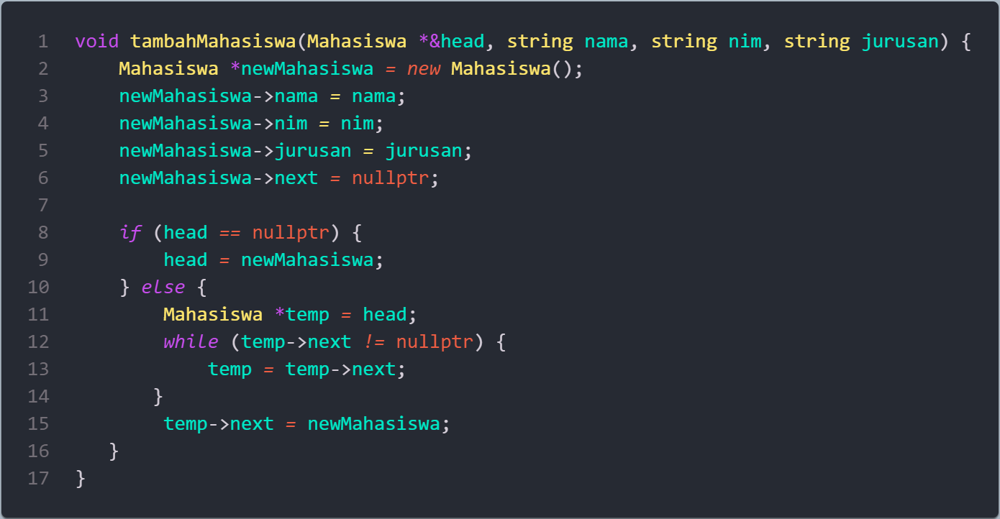 1 void tambahMahasiswa(Mahasiswa *&head, string nama, string nim, string jurusan) {
2     Mahasiswa *newMahasiswa = new Mahasiswa();
3     newMahasiswa->nama = nama;
4     newMahasiswa->nim = nim;
5     newMahasiswa->jurusan = jurusan;
6     newMahasiswa->next = nullptr;
7
8     if (head == nullptr) {
9         head = newMahasiswa;
10     } else {
11         Mahasiswa *temp = head;
12         while (temp->next != nullptr) {
13             temp = temp->next;
14        }
15         temp->next = newMahasiswa;
16    }
17 }